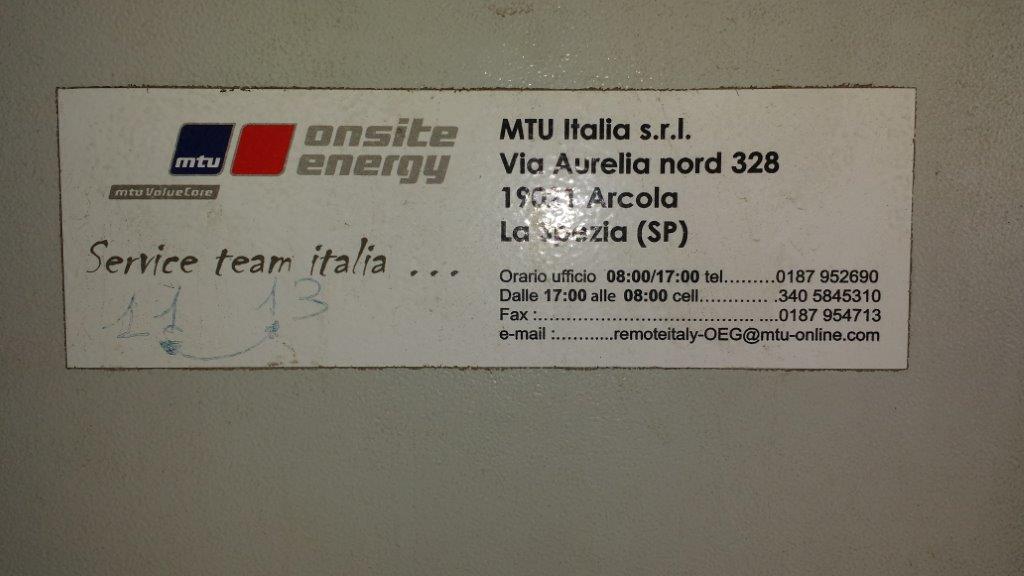 mtu
onsite
energy
mtu ValueCare
Service team italia ...
11 13
MTU Italia s.r.l.
Via Aurelia nord 328
Arcola
La Spezia (SP)
Orario ufficio 08:00/17:00 tel.........0187 952690
Dalle 17:00 alle 08:00 cell............ .340 5845310
Fax :.............................................. ....0187 954713
e-mail :...........remoteitaly-OEG@mtu-online.com